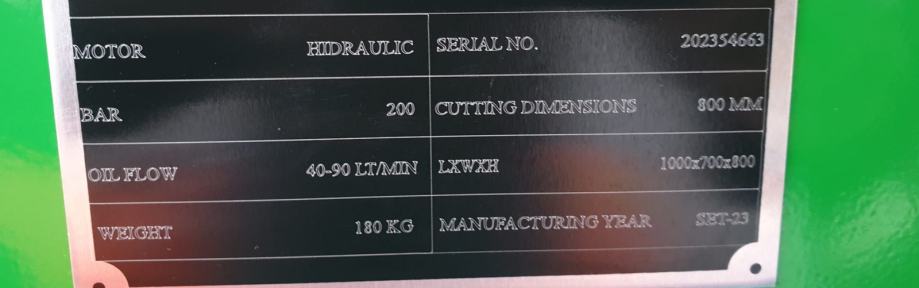 MOTOR HIDRAULIC SERIAL NO. 202354663
BAR 200 CUTTING DIMENSIONS 800 MM
OIL FLOW 40-90 LT/MIN LXWXH 1000x700x800
WEIGHT 180 KG MANUFACTURING YEAR SET-23